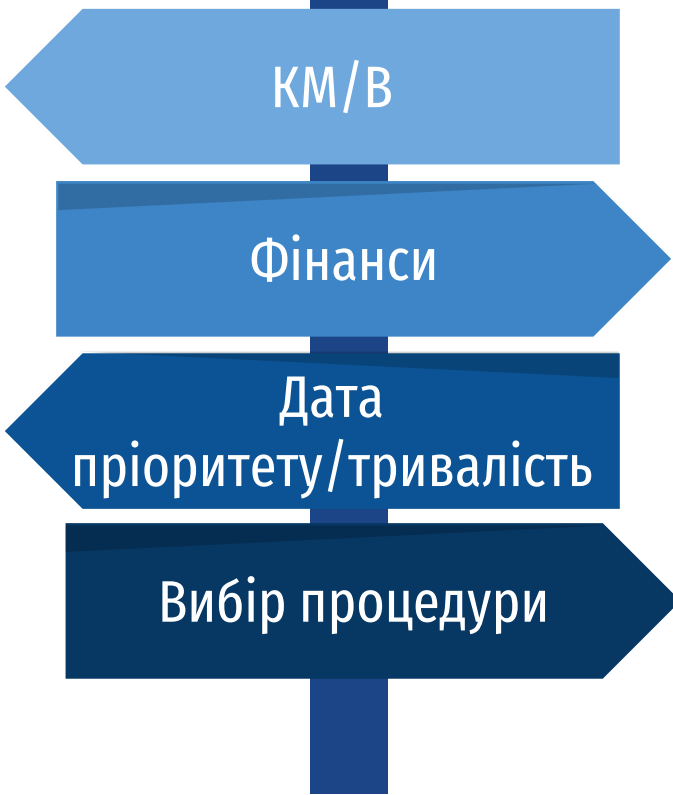 КМ/В
Фінанси
Дата
пріоритету/тривалість
Вибір процедури